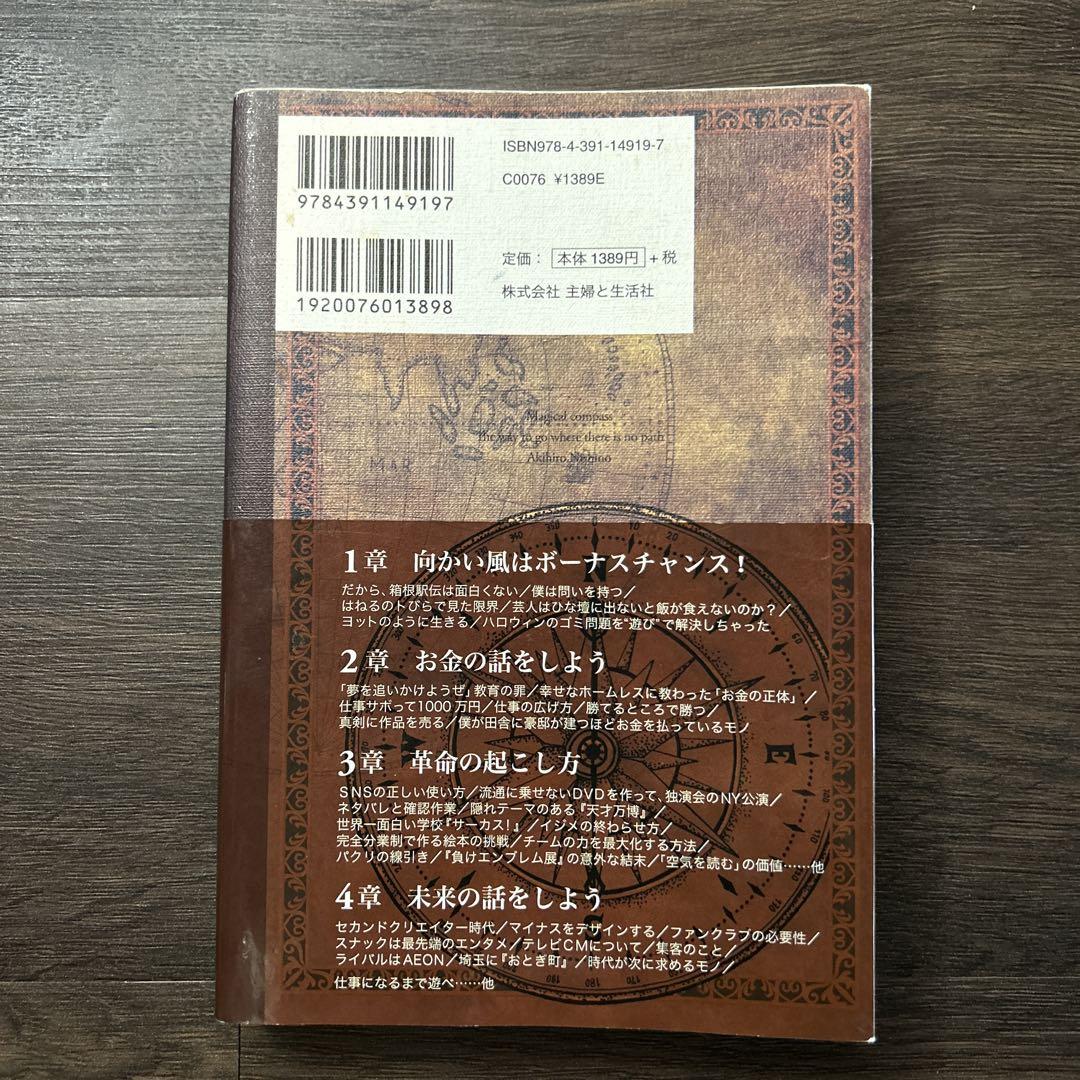 ISBN978-4-391-14919-7
C0076 ¥1389E
9784391149197
定価： 本体 1389円 +税
株式会社 主婦と生活社
1920076013898
Magical compass
the way to go where there is no path
Akihiro Nishino
MAR
1章 向かい風はボーナスチャンス！
だから、箱根駅伝は面白くない／僕は問いを持つ／
はねるのトびらで見た限界／芸人はひな壇に出ないと飯が食えないのか？／
ヨットのように生きる／ハロウィンのゴミ問題を“遊び”で解決しちゃった
2章 お金の話をしよう
「夢を追いかけようぜ」教育の罪／幸せなホームレスに教わった「お金の正体」／
仕事サボって1000万円／仕事の広げ方／勝てるところで勝つ／
真剣に作品を売る／僕が田舎に豪邸が建つほどお金を払っているモノ
3章 革命の起こし方
SNSの正しい使い方／流通に乗せないDVDを作って、独演会のNY公演／
ネタバレと確認作業／隠れテーマのある『天才万博』／
世界一面白い学校『サーカス！』／イジメの終わらせ方／
完全分業制で作る絵本の挑戦／チームの力を最大化する方法／
パクリの線引き／『負けエンブレム展』の意外な結末／「空気を読む」の価値……他
4章 未来の話をしよう
セカンドクリエイター時代／マイナスをデザインする／ファンクラブの必要性／
スナックは最先端のエンタメ／テレビCMについて／集客のこと／
ライバルはAEON／埼玉に『おとぎ町』／時代が次に求めるモノ／
仕事になるまで遊べ……他
N
E